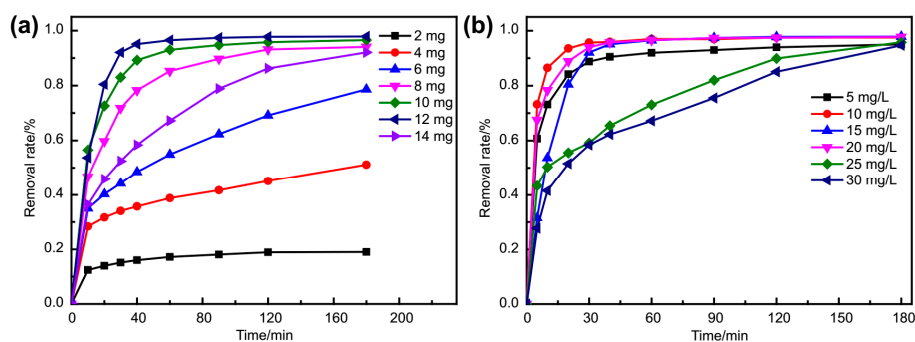 (a)
1.0
0.8
0.6
0.4
0.2
0.0
Removal rate/%
0
40
80
120
160
200
Time/min
2 mg
4 mg
6 mg
8 mg
10 mg
12 mg
14 mg
(b)
1.0
0.8
0.6
0.4
0.2
0.0
Removal rate/%
0
30
60
90
120
150
180
Time/min
5 mg/L
10 mg/L
15 mg/L
20 mg/L
25 mg/L
30 mg/L